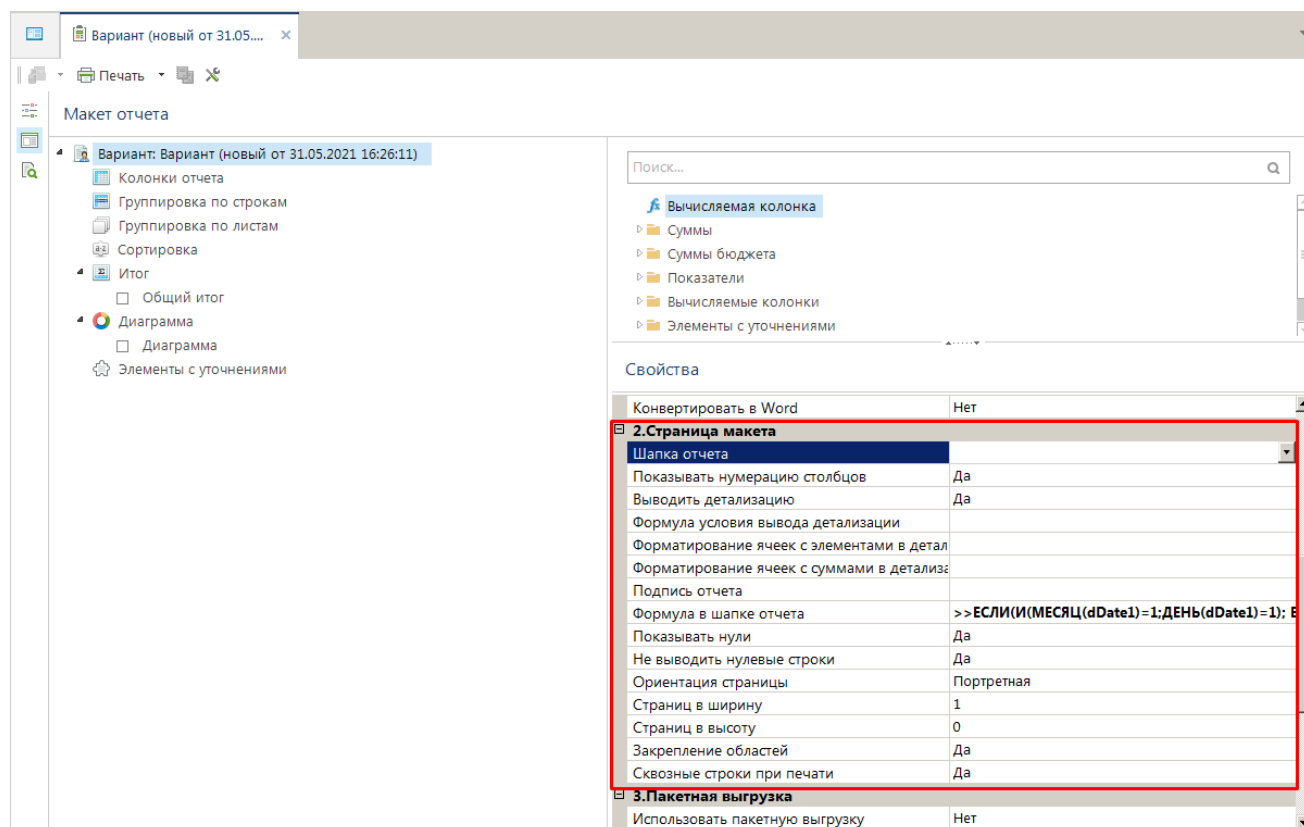 Вариант (новый от 31.05....
Печать
Макет отчета
Вариант: Вариант (новый от 31.05.2021 16:26:11)
Колонки отчета
Группировка по строкам
Группировка по листам
Сортировка
Итог
Общий итог
Диаграмма
Диаграмма
Элементы с уточнениями
Поиск...
Вычисляемая колонка
Суммы
Суммы бюджета
Показатели
Вычисляемые колонки
Элементы с уточнениями
Свойства
Конвертировать в Word Нет
2.Страница макета
Шапка отчета
Показывать нумерацию столбцов Да
Выводить детализацию Да
Формула условия вывода детализации
Форматирование ячеек с элементами в детал
Форматирование ячеек с суммами в детализа
Подпись отчета
Формула в шапке отчета >>ЕСЛИ(И(МЕСЯЦ(dDate1)=1;ДЕНЬ(dDate1)=1); Е
Показывать нули Да
Не выводить нулевые строки Да
Ориентация страницы Портретная
Страниц в ширину 1
Страниц в высоту 0
Закрепление областей Да
Сквозные строки при печати Да
3.Пакетная выгрузка
Использовать пакетную выгрузку Нет